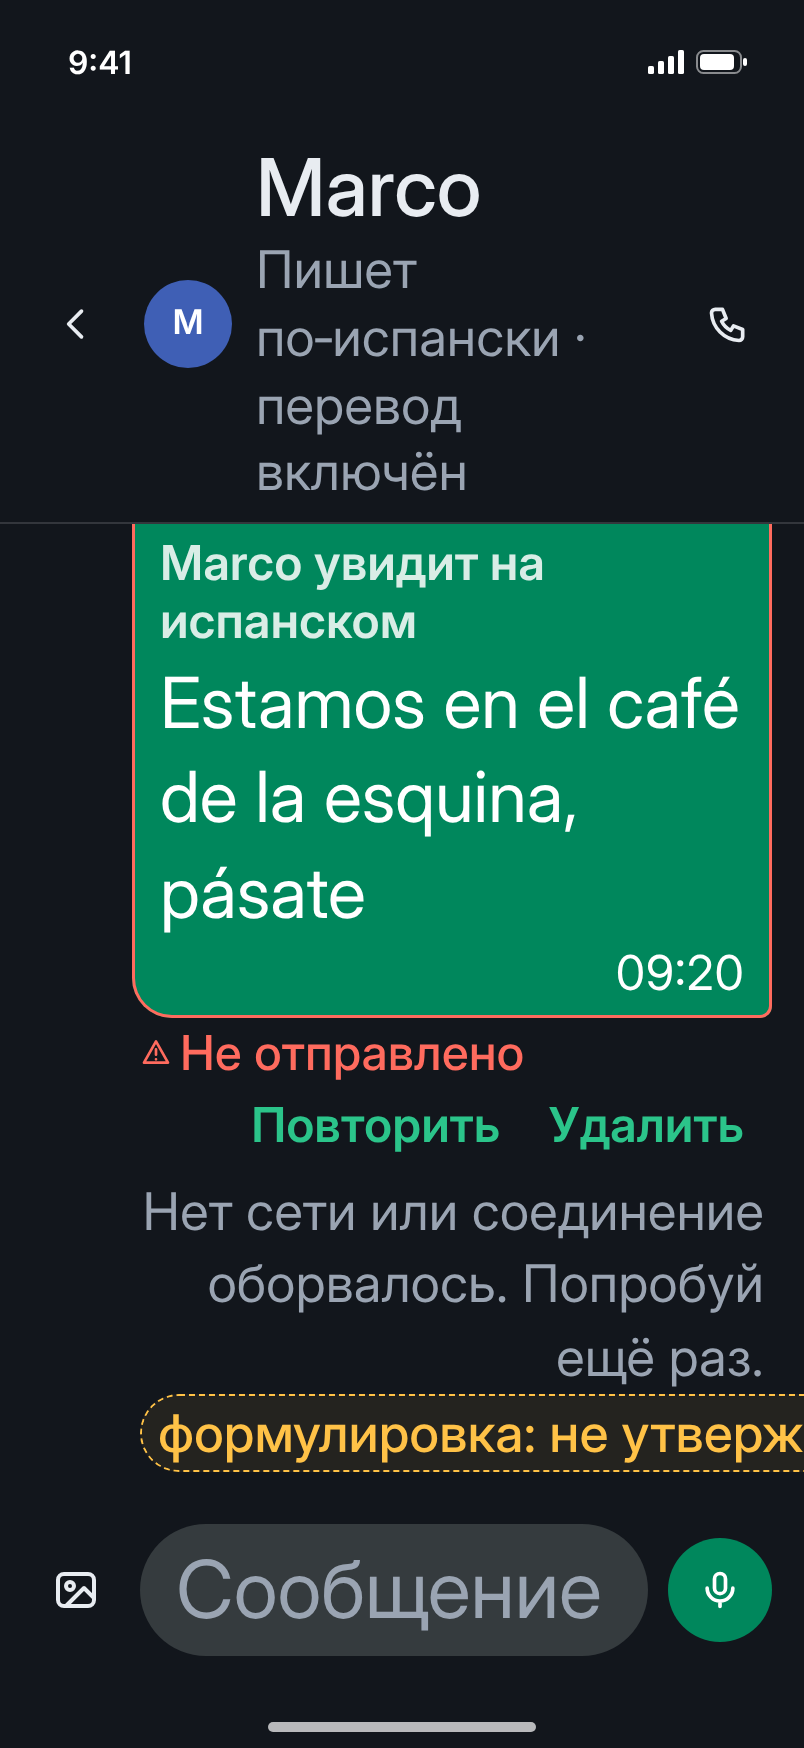 9:41
Marco
Пишет
по-испански ·
перевод
включён
M
Marco увидит на
испанском
Estamos en el café
de la esquina,
pásate
09:20
Не отправлено
Повторить Удалить
Нет сети или соединение
оборвалось. Попробуй
ещё раз.
формулировка: не утверж
Сообщение